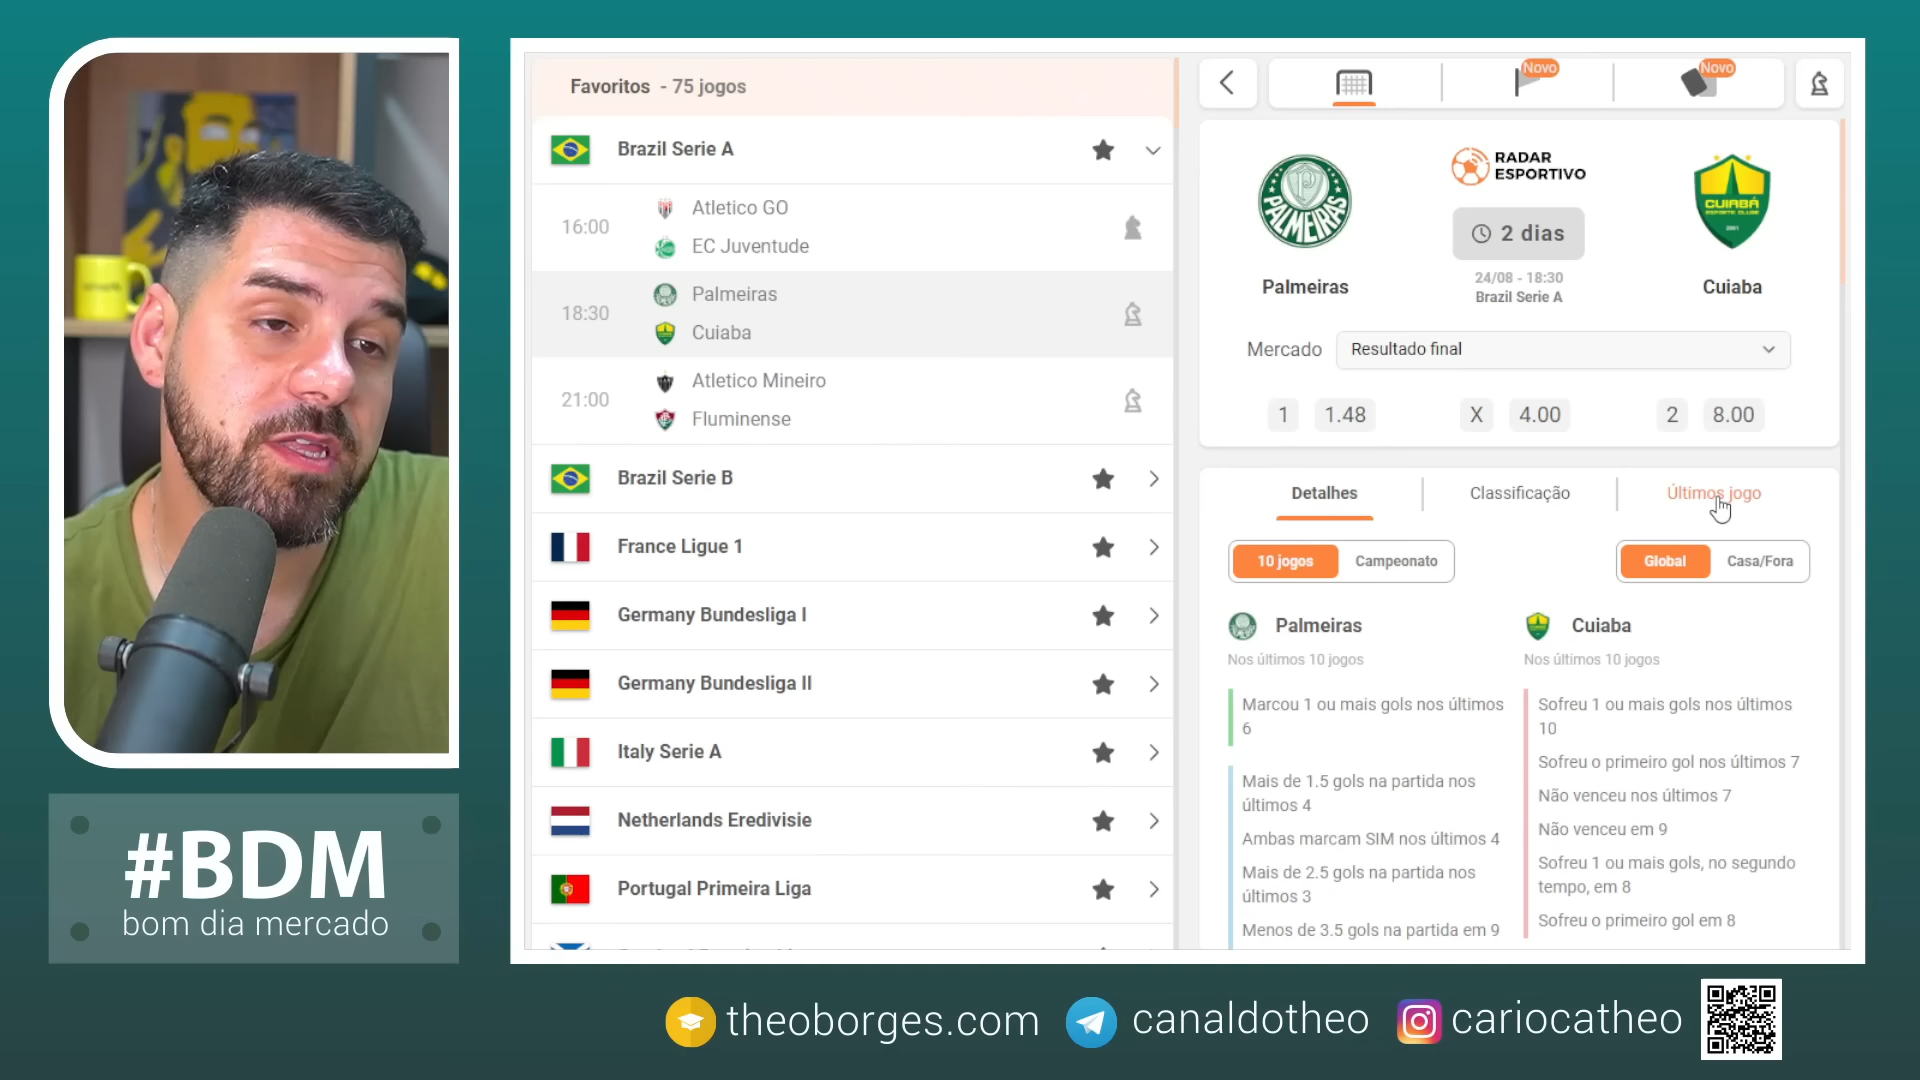 #BDM
bom dia mercado
Favoritos - 75 jogos
Brazil Serie A
16:00
Atletico GO
EC Juventude
18:30
Palmeiras
Cuiaba
21:00
Atletico Mineiro
Fluminense
Brazil Serie B
France Ligue 1
Germany Bundesliga I
Germany Bundesliga II
Italy Serie A
Netherlands Eredivisie
Portugal Primeira Liga
Novo
Novo
PALMEIRAS
RADAR
ESPORTIVO
CUIABÁ
2 dias
24/08 - 18:30
Brazil Serie A
Palmeiras
Cuiaba
Mercado
Resultado final
1 1.48 X 4.00 2 8.00
Detalhes
Classificação
Últimos jogo
10 jogos
Campeonato
Global
Casa/Fora
Palmeiras
Nos últimos 10 jogos
Marcou 1 ou mais gols nos últimos
6
Mais de 1.5 gols na partida nos
últimos 4
Ambas marcam SIM nos últimos 4
Mais de 2.5 gols na partida nos
últimos 3
Menos de 3.5 gols na partida em 9
Cuiaba
Nos últimos 10 jogos
Sofreu 1 ou mais gols nos últimos
10
Sofreu o primeiro gol nos últimos 7
Não venceu nos últimos 7
Não venceu em 9
Sofreu 1 ou mais gols, no segundo
tempo, em 8
Sofreu o primeiro gol em 8
theoborges.com
canaldotheo
cariocatheo